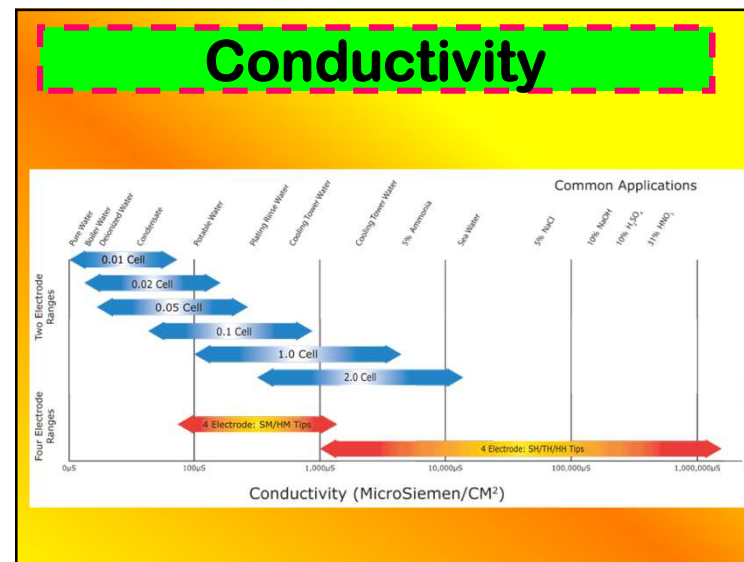 Conductivity
Common Applications
Pure Water
Boiler Water
Deionized Water
Condensate
Potable Water
Plating Rinse Water
Cooling Tower Water
Cooling Tower Water
5% Ammonia
Sea Water
5% NaCl
10% NaOH
10% H₂SO₄
31% HNO₃
Two Electrode
Ranges
0.01 Cell
0.02 Cell
0.05 Cell
0.1 Cell
1.0 Cell
2.0 Cell
Four Electrode
Ranges
4 Electrode: SM/HM Tips
4 Electrode: SH/TH/HH Tips
0µS 100µS 1,000µS 10,000µS 100,000µS 1,000,000µS
Conductivity (MicroSiemen/CM²)